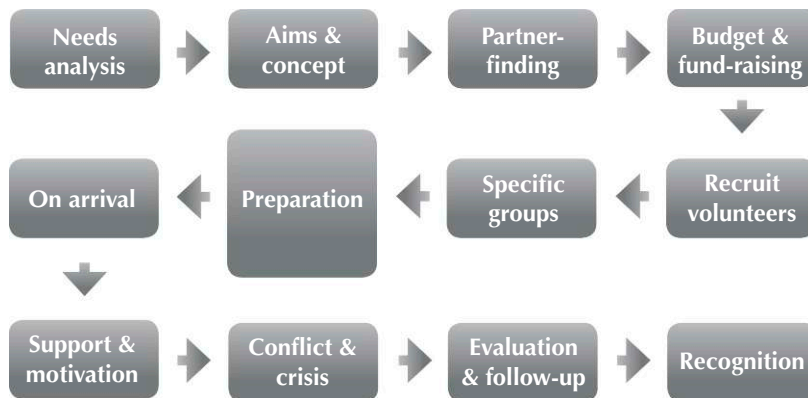 Needs
analysis
Aims &
concept
Partner-
finding
Budget &
fund-raising
Recruit
volunteers
Specific
groups
Preparation
On arrival
Support &
motivation
Conflict &
crisis
Evaluation
& follow-up
Recognition